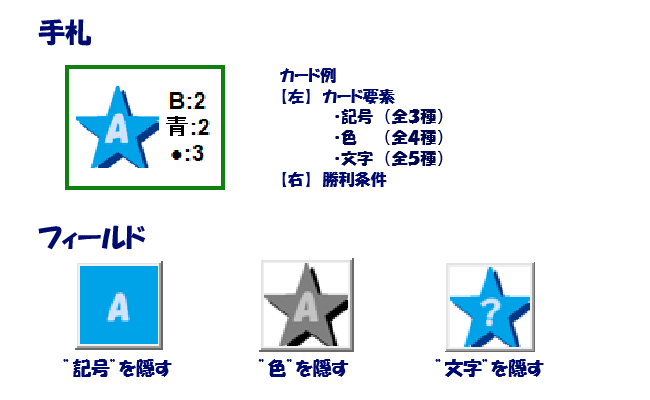 手札
A
B:2
青:2
●:3
カード例
【左】 カード要素
・記号 (全3種)
・色 (全4種)
・文字 (全5種)
【右】 勝利条件
フィールド
A A ?
"記号"を隠す "色"を隠す "文字"を隠す